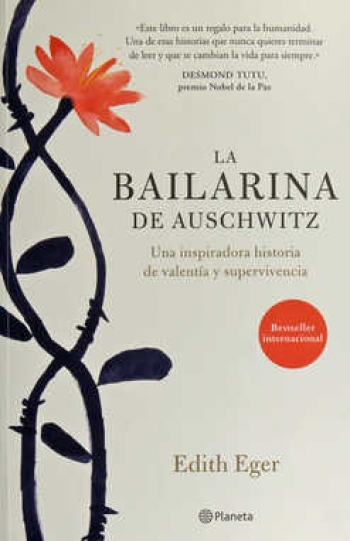 «Este libro es un regalo para la humanidad.
Una de esas historias que nunca quieres terminar
de leer y que te cambian la vida para siempre.»
DESMOND TUTU,
premio Nobel de la Paz
LA
BAILARINA
DE AUSCHWITZ
Una inspiradora historia
de valentía y supervivencia
Bestseller
internacional
Edith Eger
Planeta